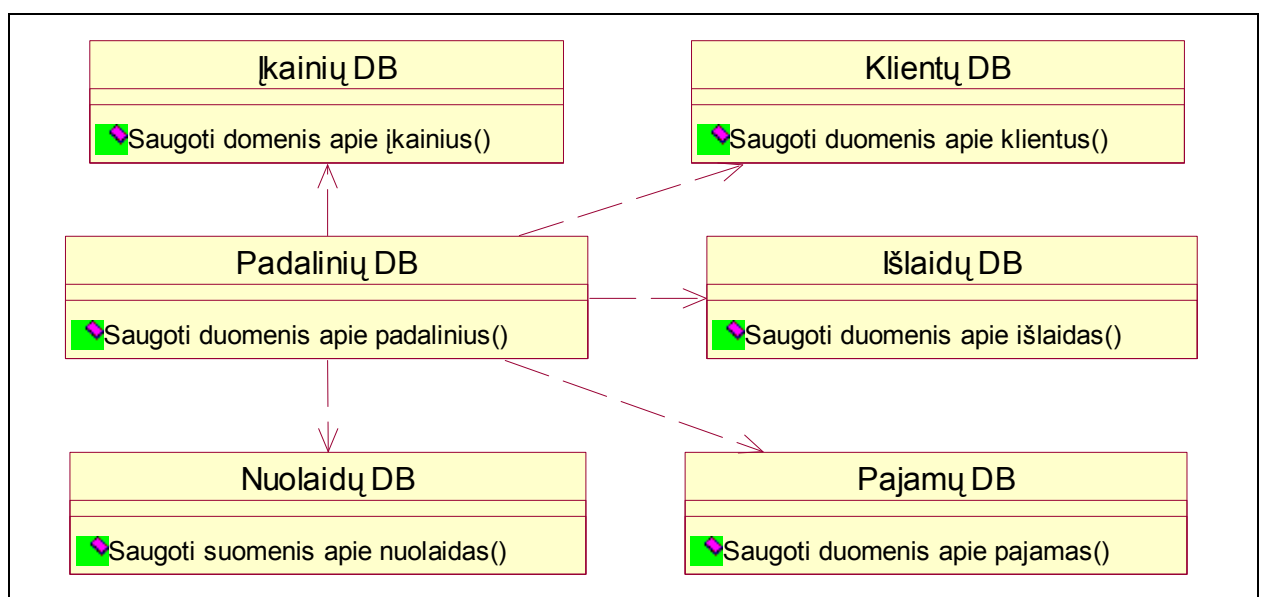 Įkainių DB
Saugoti domenis apie įkainius()
Klientų DB
Saugoti duomenis apie klientus()
Padalinių DB
Saugoti duomenis apie padalinius()
Išlaidų DB
Saugoti duomenis apie išlaidas()
Nuolaidų DB
Saugoti suomenis apie nuolaidas()
Pajamų DB
Saugoti duomenis apie pajamas()